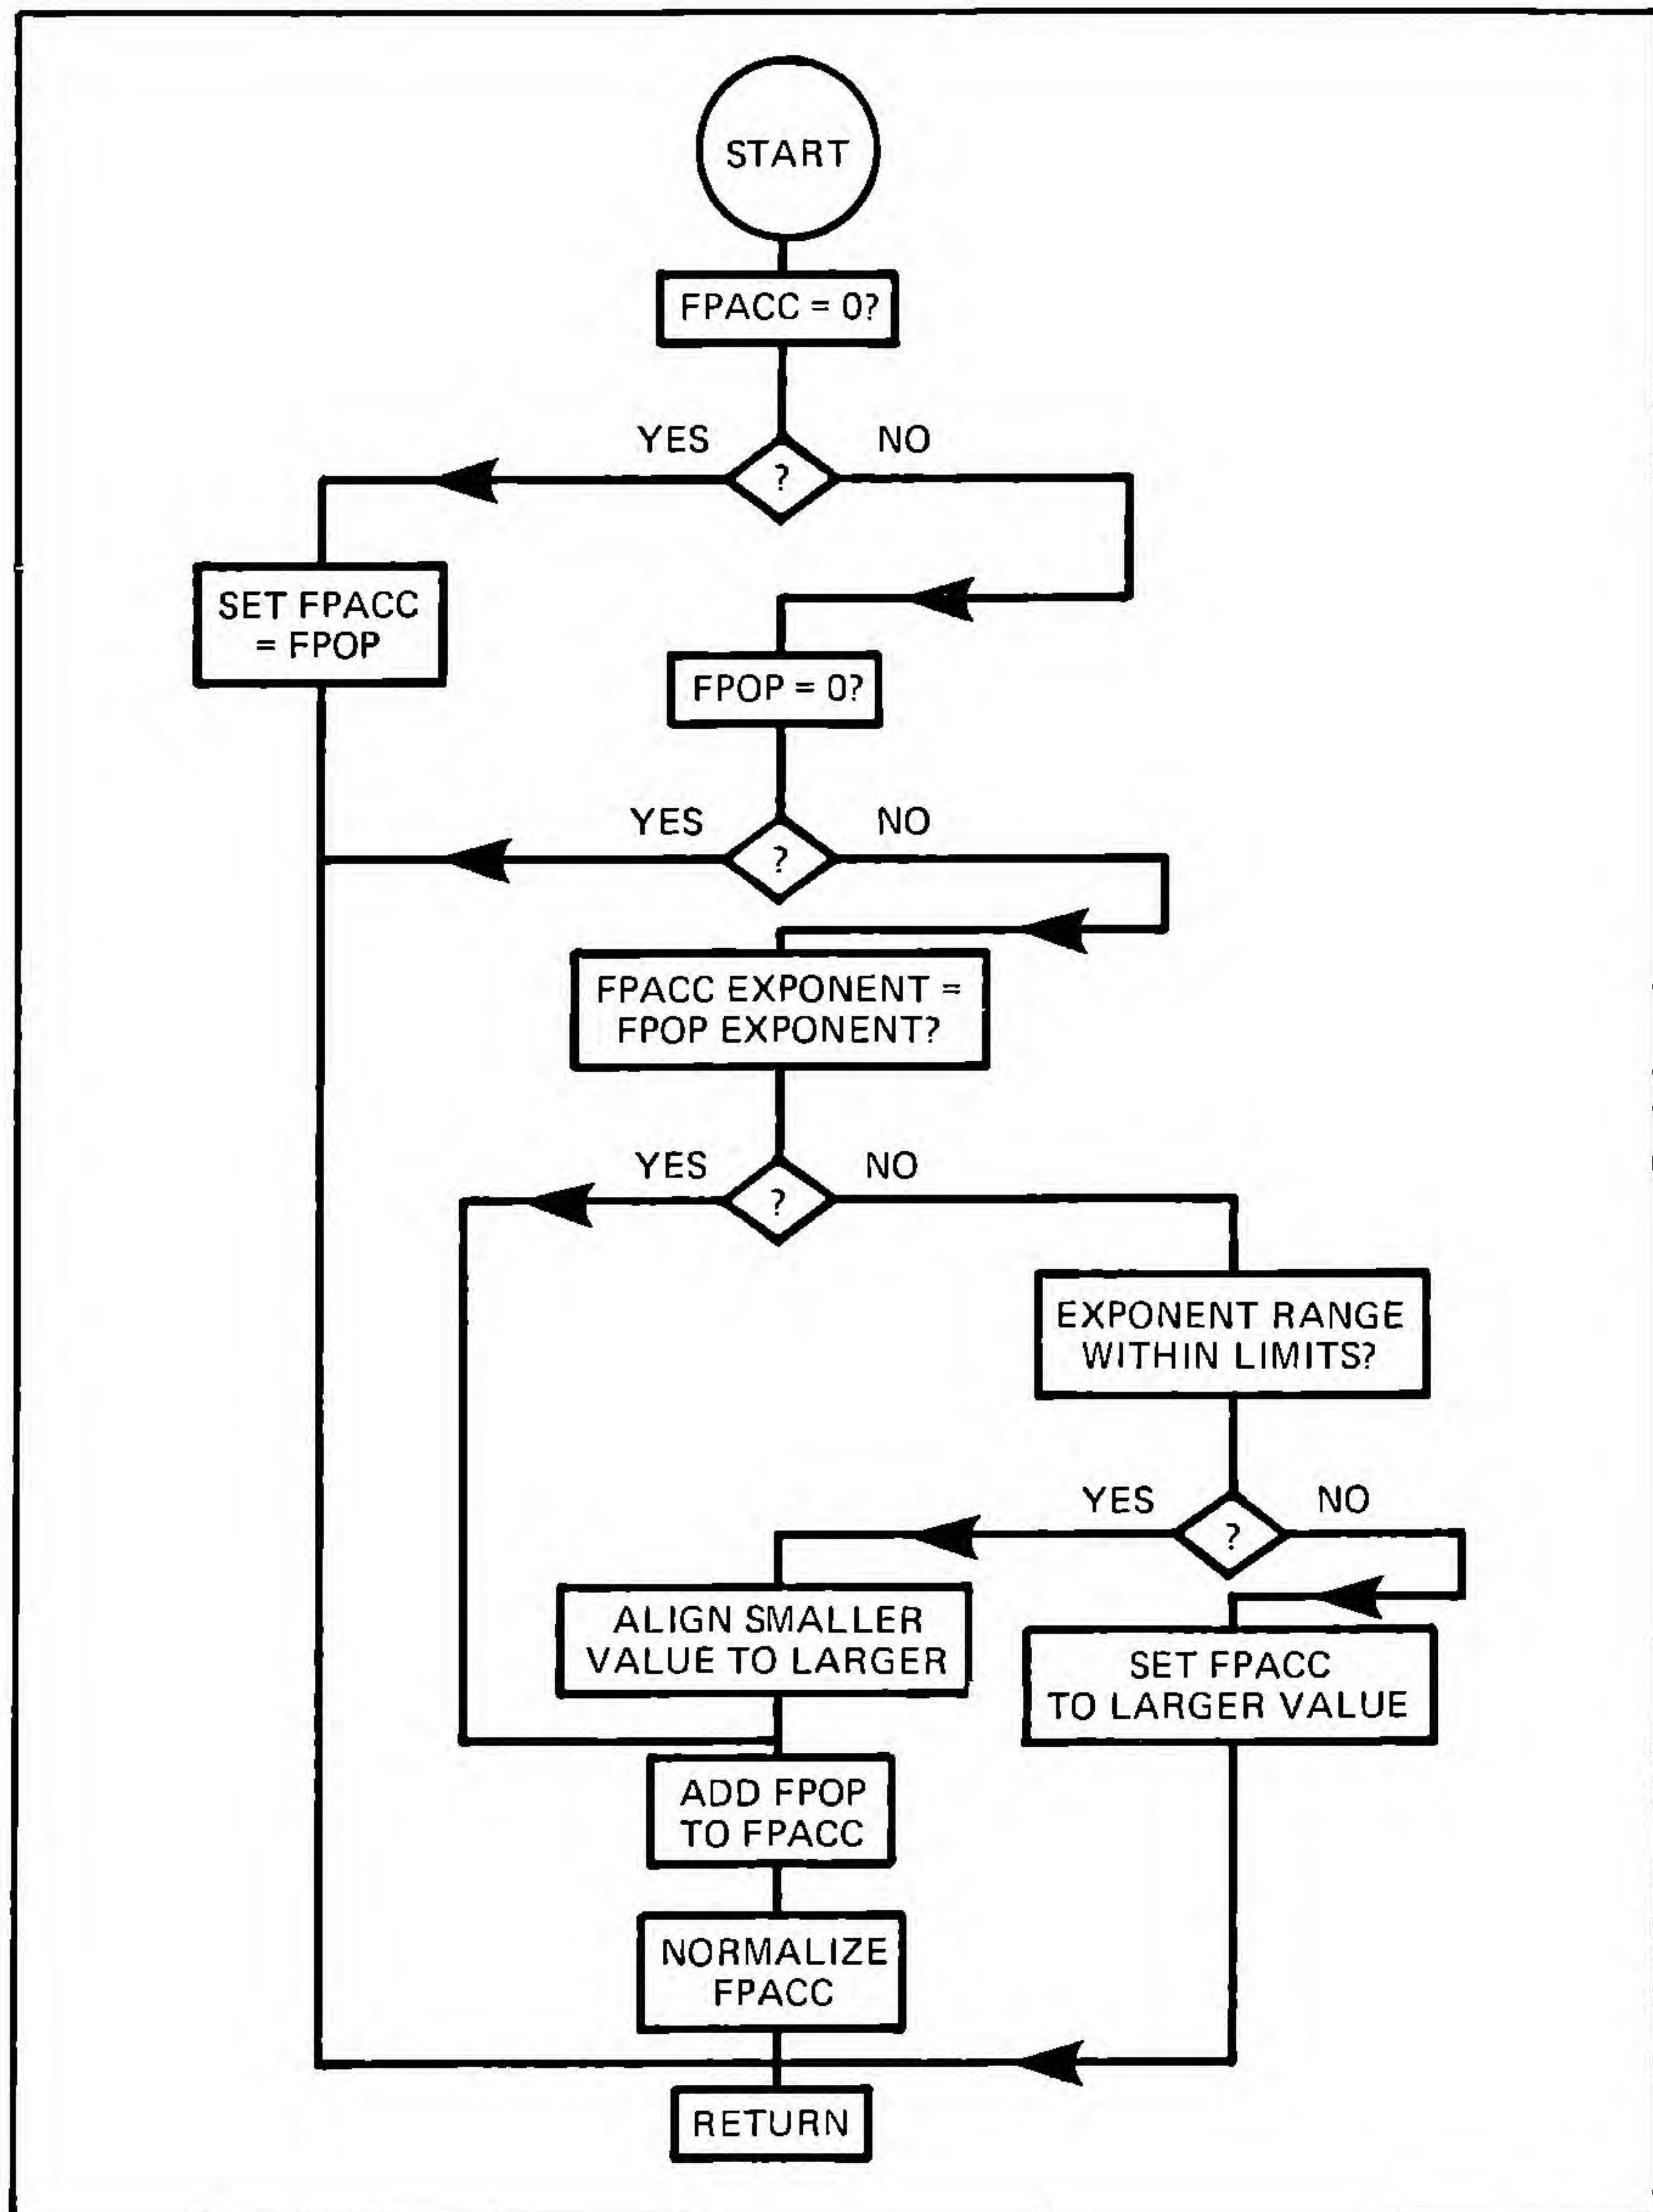 START
FPACC = 0?
YES
NO
?
SET FPACC
= FPOP
FPOP = 0?
YES
NO
?
FPACC EXPONENT =
FPOP EXPONENT?
YES
NO
?
EXPONENT RANGE
WITHIN LIMITS?
YES
NO
?
ALIGN SMALLER
VALUE TO LARGER
SET FPACC
TO LARGER VALUE
ADD FPOP
TO FPACC
NORMALIZE
FPACC
RETURN